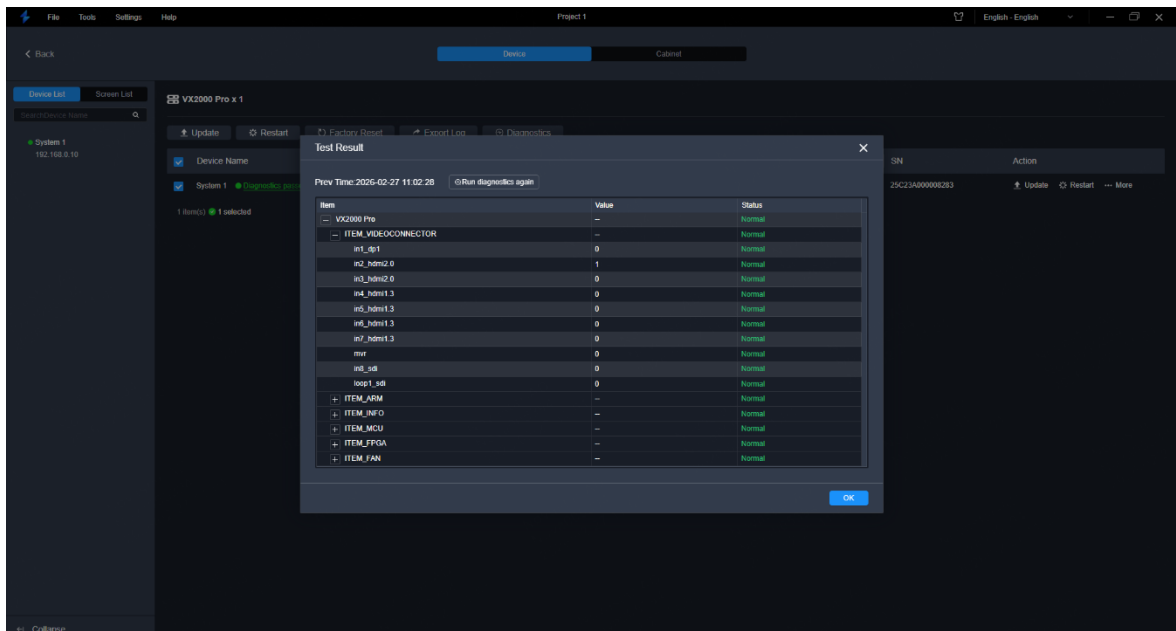 File Tools Settings Help Project 1 English - English
Back Device Cabinet
Device List Screen List
SearchDevice Name
System 1
192.168.0.10
VX2000 Pro x 1
Update Restart Factory Reset Export Log Diagnostics
Device Name SN Action
System 1 Diagnostics 25C23A000008283 Update Restart ··· More
1 item(s) 1 selected
Test Result
Prev Time:2026-02-27 11:02:28 Run diagnostics again
Item Value Status
VX2000 Pro – Normal
ITEM_VIDEOCONNECTOR – Normal
in1_dp1 0 Normal
in2_hdmi2.0 1 Normal
in3_hdmi2.0 0 Normal
in4_hdmi1.3 0 Normal
in5_hdmi1.3 0 Normal
in6_hdmi1.3 0 Normal
in7_hdmi1.3 0 Normal
mvr 0 Normal
in8_sdi 0 Normal
loop1_sdi 0 Normal
ITEM_ARM – Normal
ITEM_INFO – Normal
ITEM_MCU – Normal
ITEM_FPGA – Normal
ITEM_FAN – Normal
OK
Collapse